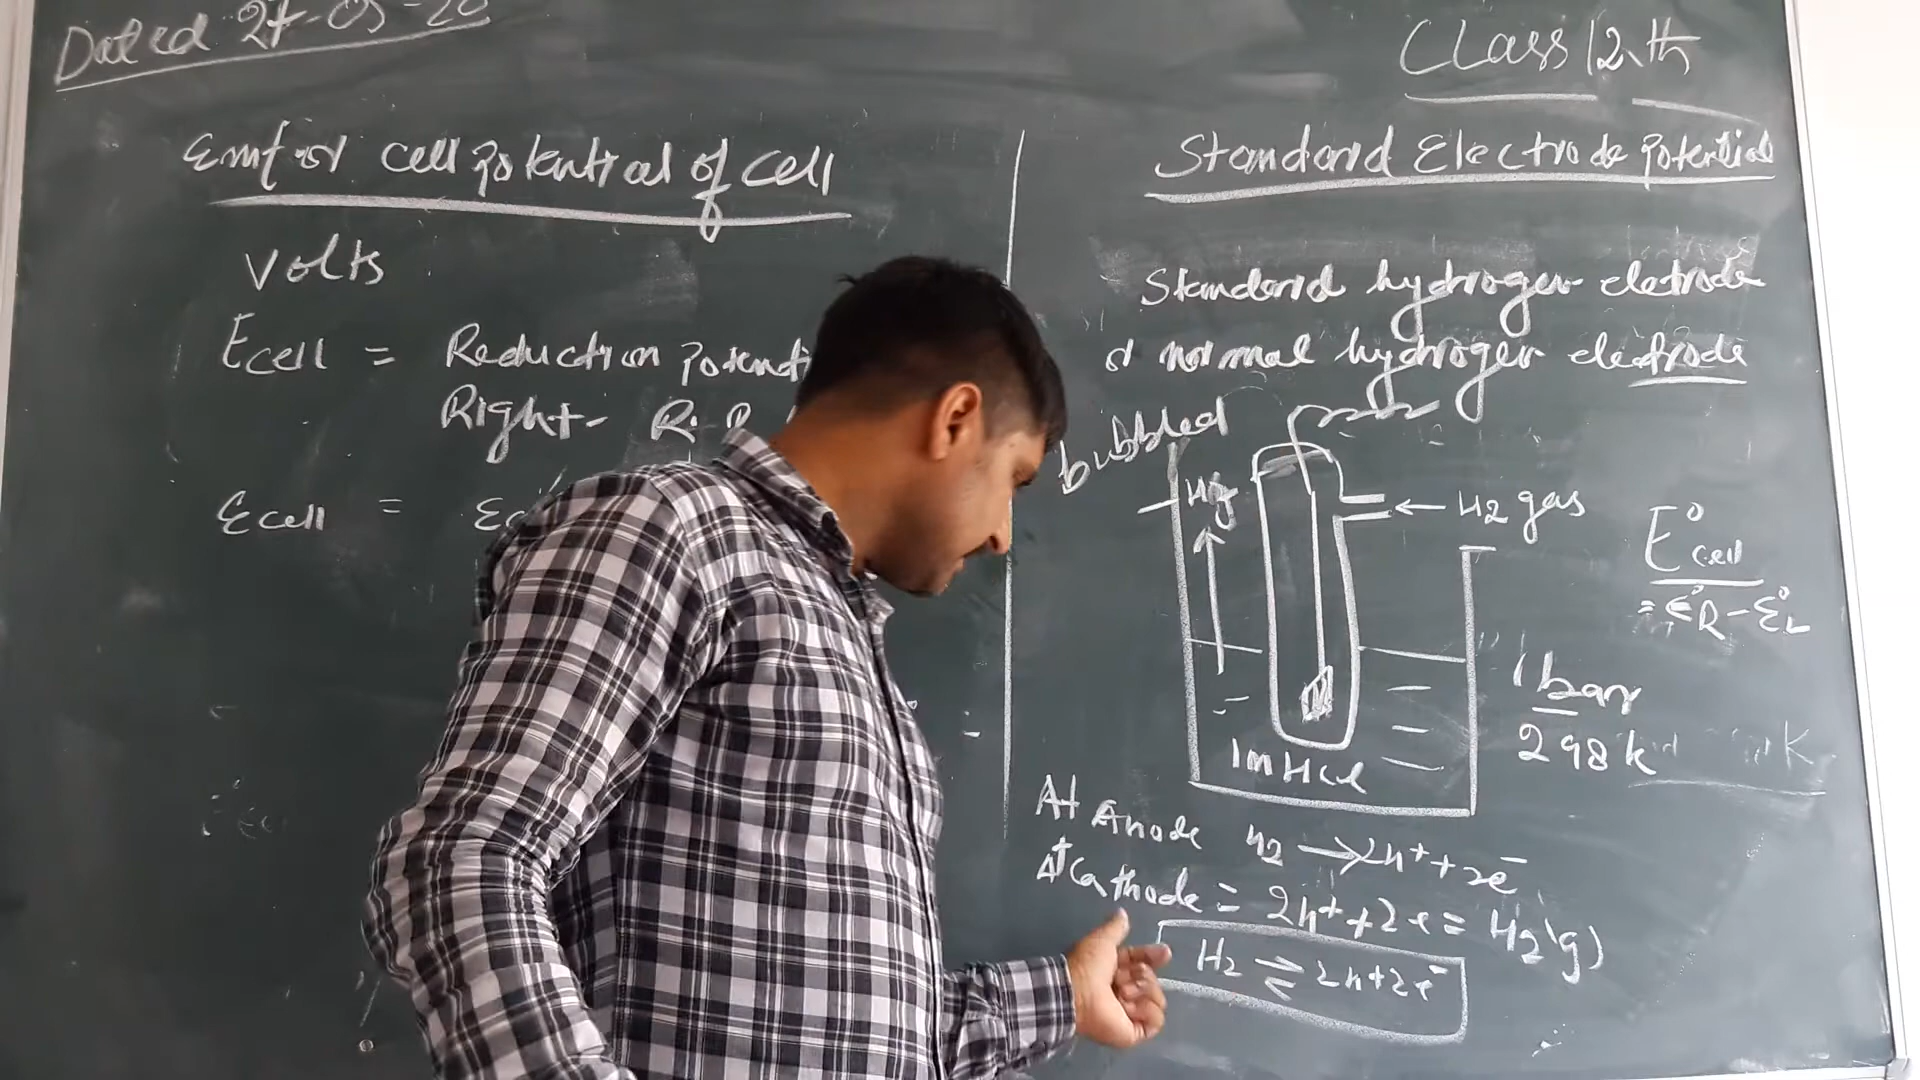 Dated 27-05-20
Class 12th
Emf or cell potential of cell
volts
Ecell = Reduction Potenti
Right - R.P
Ecell = Ec
Standard Electrode Potential
Standard hydrogen eletrode
or normal hydrogen electrode
bubbled
Hg
← H2 gas
E°cell
= E°R - E°L
1 bar
298 k
K
1M HCl
At Anode H2 → 2H+ + 2e-
At Cathode = 2H+ + 2e = H2(g)
H2 ⇌ 2H+2e-